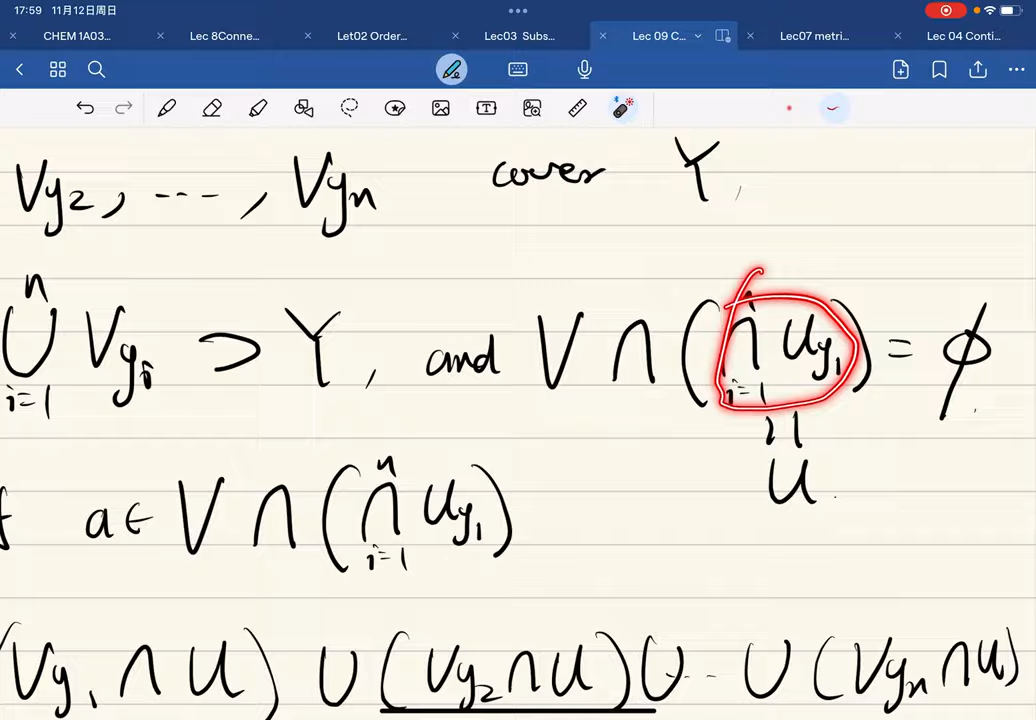 17:59 11月12日周日
CHEM 1A03... Lec 8Conne... Let02 Order... Lec03 Subs... Lec 09 C... Lec07 metri... Lec 04 Conti...
Vy₂, ..., Vyₙ cover Y,
n
⋃ Vyᵢ ⊃ Y, and V ∩ ( ⋂ Uy₁ ) = ϕ
i=1 i=1
||
U.
n
a ∈ V ∩ ( ⋂ Uy₁ )
i=1
(Vy₁ ∩ U) ∪ (Vy₂ ∩ U) ∪ ... ∪ (Vyₙ ∩ U)